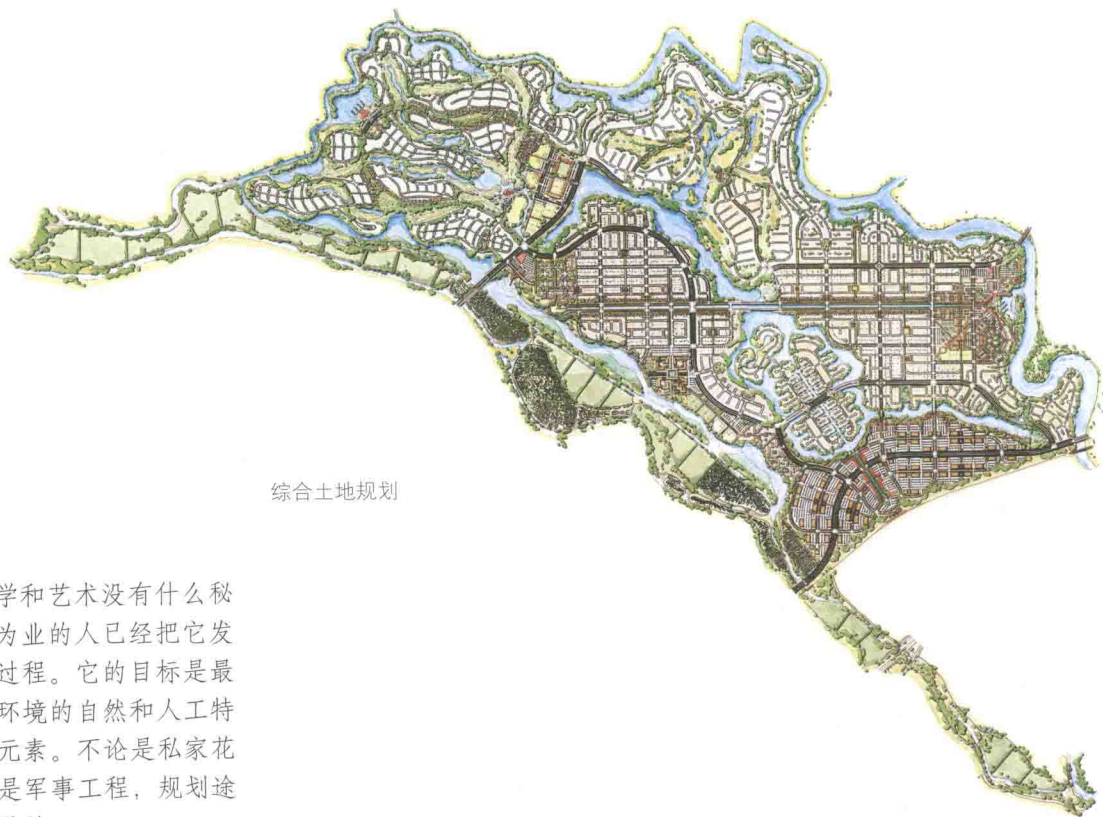 综合土地规划
学和艺术没有什么秘
为业的人已经把它发
过程。它的目标是最
环境的自然和人工特
元素。不论是私家花
是军事工程，规划途